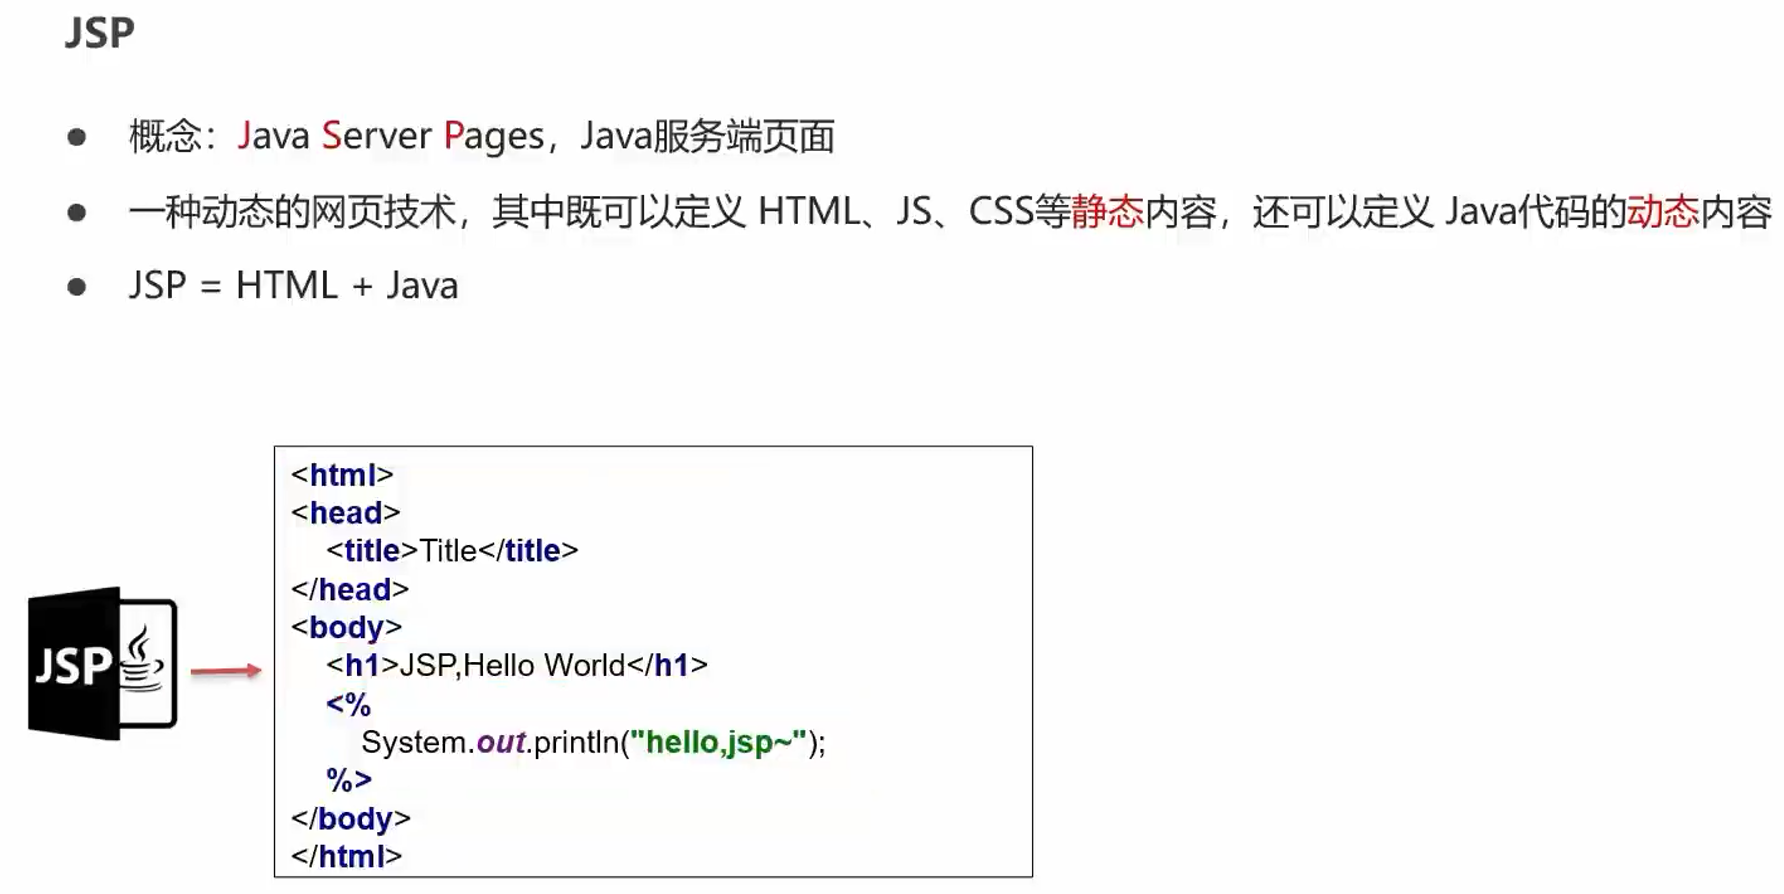 JSP
● 概念：Java Server Pages，Java服务端页面
● 一种动态的网页技术，其中既可以定义 HTML、JS、CSS等静态内容，还可以定义 Java代码的动态内容
● JSP = HTML + Java
<html>
<head>
    <title>Title</title>
</head>
<body>
    <h1>JSP,Hello World</h1>
    <%
        System.out.println("hello,jsp~");
    %>
</body>
</html>
JSP